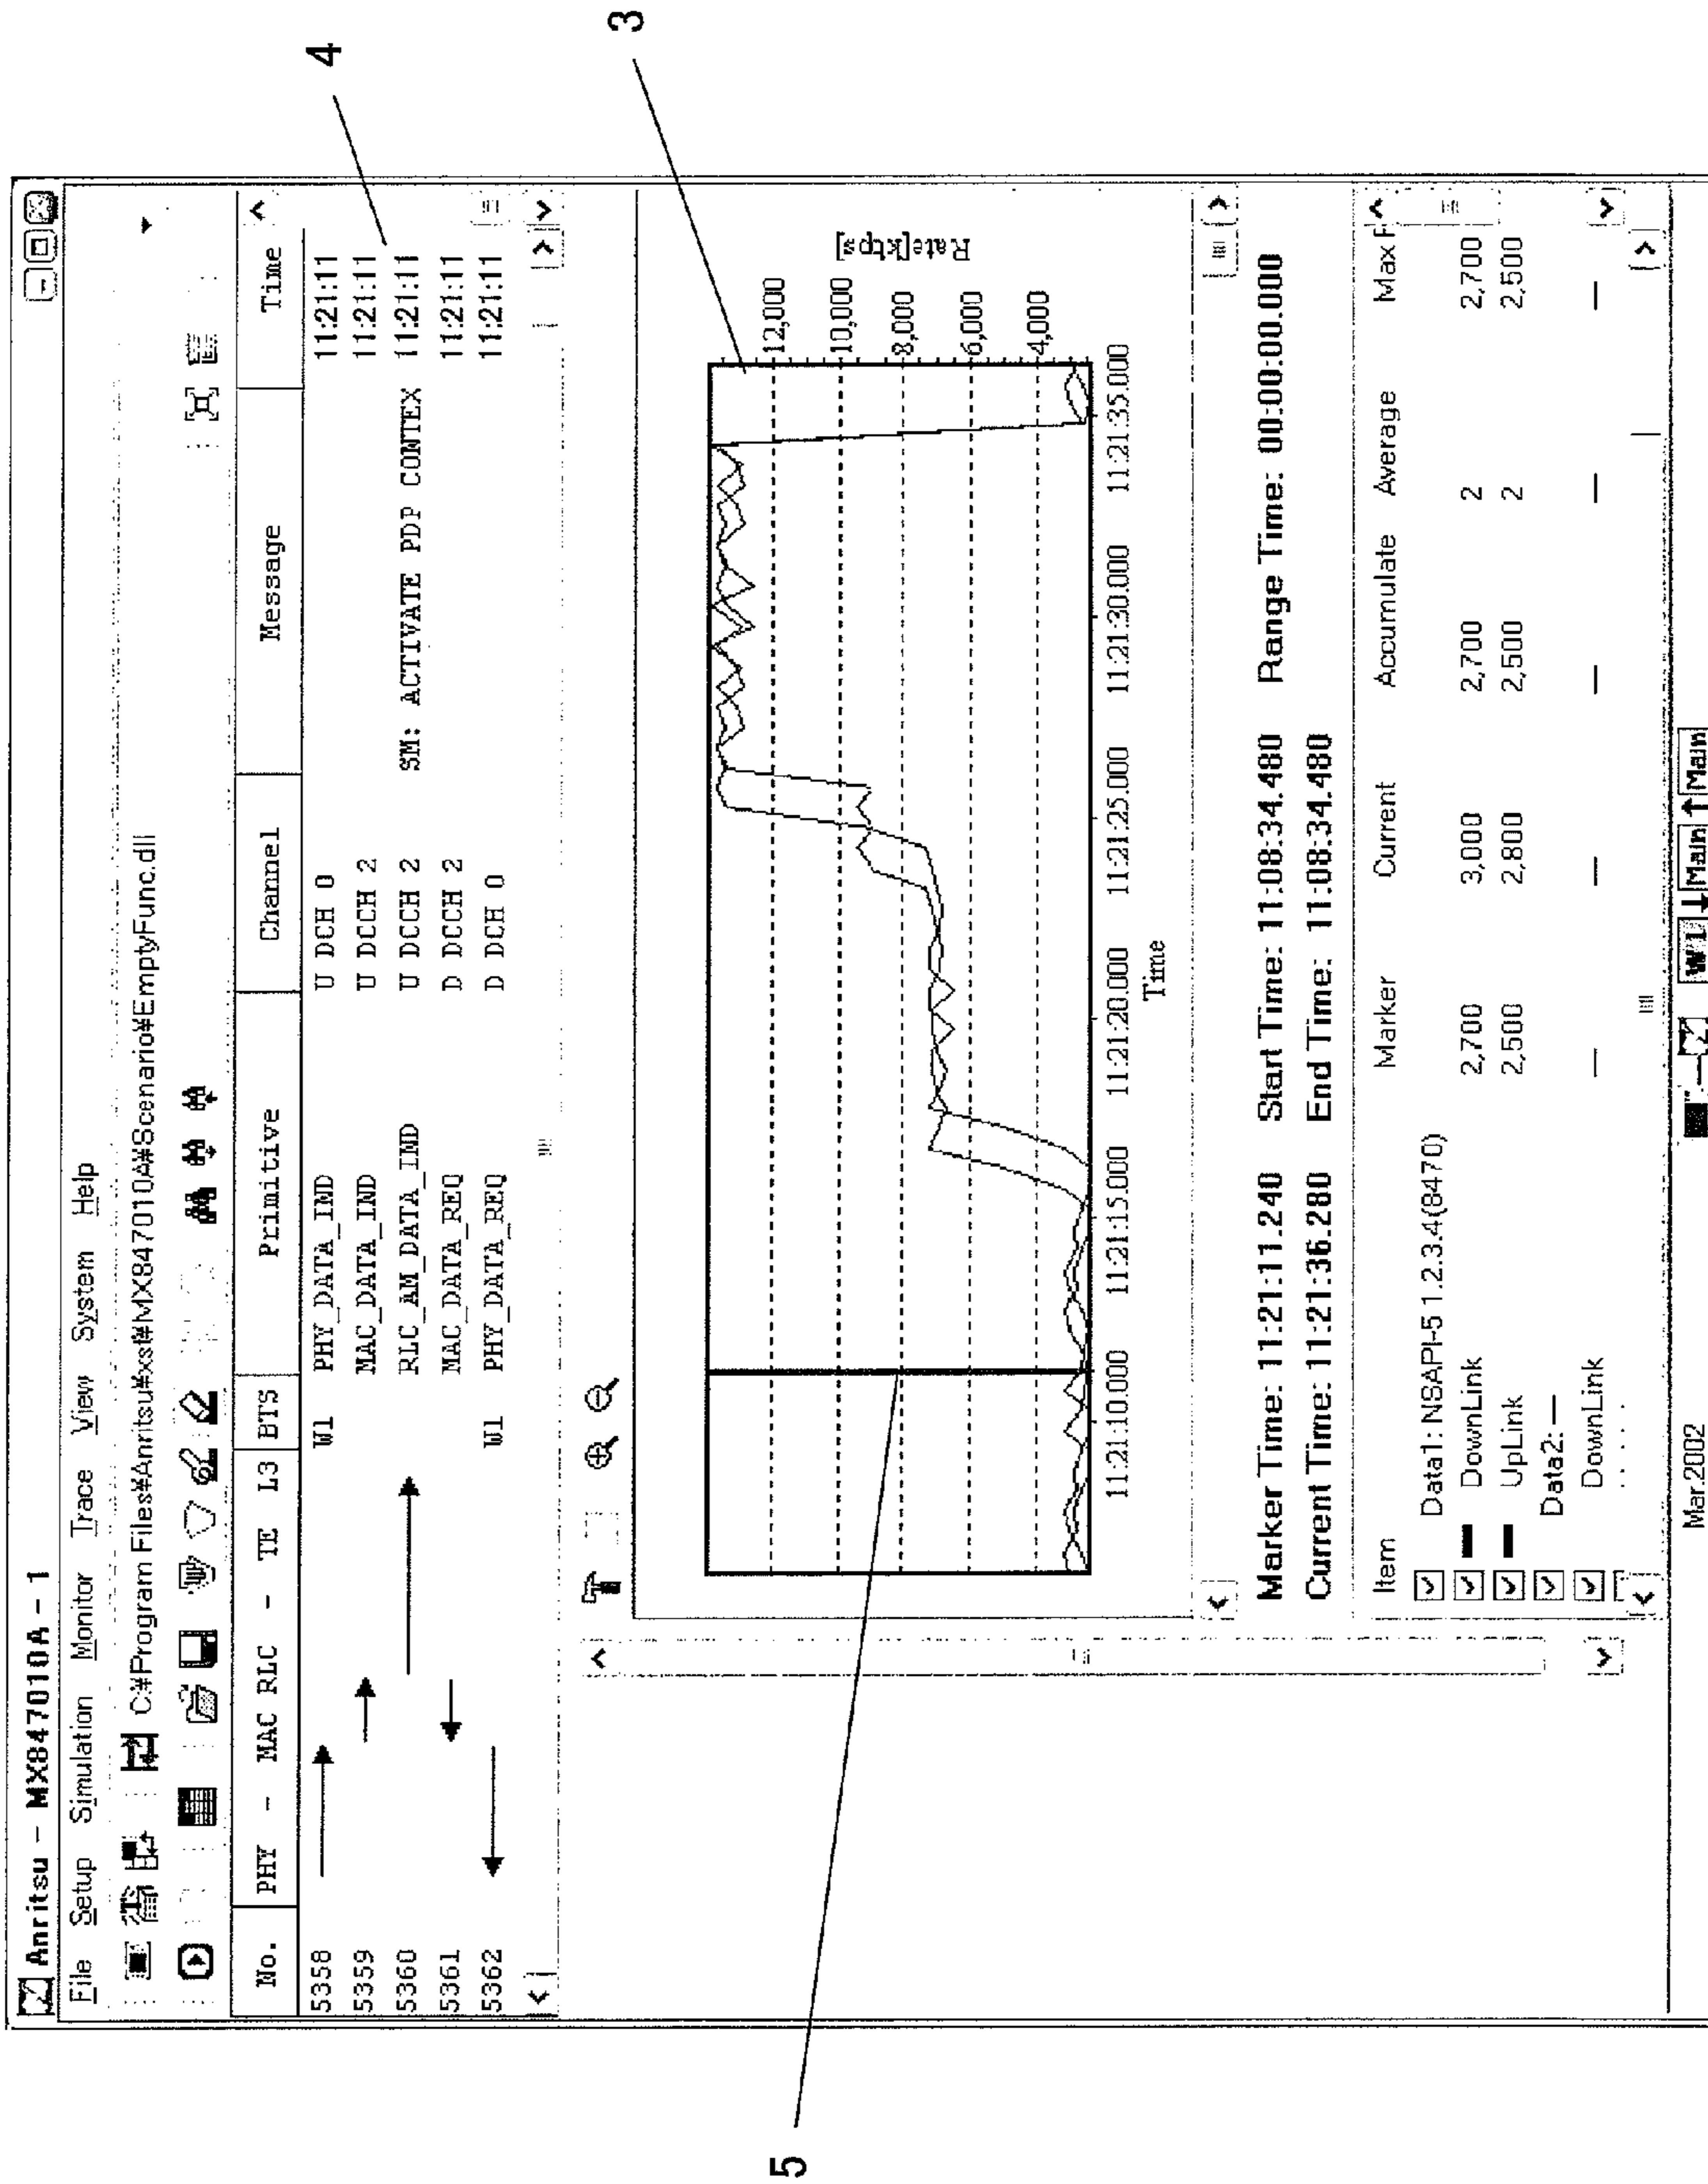 Anritsu - MX847010A - 1
File Setup Simulation Monitor Trace View System Help
C:¥Program Files¥Anritsu¥xst¥MX847010A¥Scenario¥EmptyFunc.dll
No. PHY - MAC RLC - TE L3 BTS Primitive Channel Message Time
5358 W1 PHY_DATA_IND U DCH 0 11:21:11
5359 MAC_DATA_IND U DCCH 2 11:21:11
5360 RLC_AM_DATA_IND U DCCH 2 SM: ACTIVATE PDP CONTEX 11:21:11
5361 MAC_DATA_REQ D DCCH 2 11:21:11
5362 W1 PHY_DATA_REQ D DCH 0 11:21:11
4
3
5
12,000
10,000
8,000
6,000
4,000
Rate[kbps]
11:21:10.000 11:21:15.000 11:21:20.000 11:21:25.000 11:21:30.000 11:21:35.000
Time
Marker Time: 11:21:11.240 Start Time: 11:08:34.480 Range Time: 00:00:00.000
Current Time: 11:21:36.280 End Time: 11:08:34.480
Item Marker Current Accumulate Average Max
Data1: NSAPI-5 1.2.3.4(8470)
DownLink 2,700 3,000 2,700 2 2,700
UpLink 2,500 2,800 2,500 2 2,500
Data2: —
DownLink — — — — —
Mar.2002 W1 ↓ Main ↑ Main